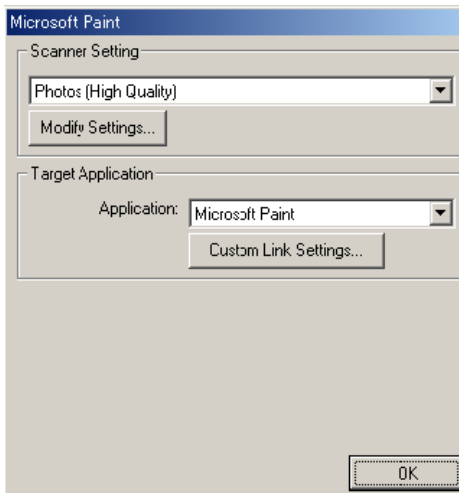 Microsoft Paint
Scanner Setting
Photos (High Quality)
Modify Settings...
Target Application
Application: Microsoft Paint
Custom Link Settings...
OK